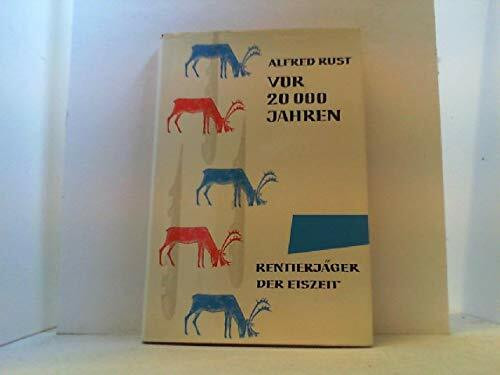 ALFRED RUST
VOR
20 000
JAHREN
RENTIERJÄGER
DER EISZEIT